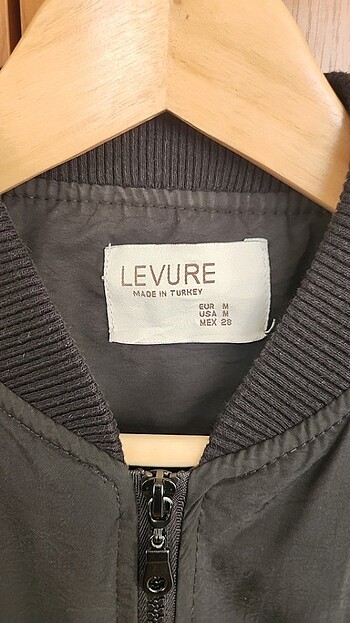 LEVURE
MADE IN TURKEY
EUR M
USA M
MEX 28